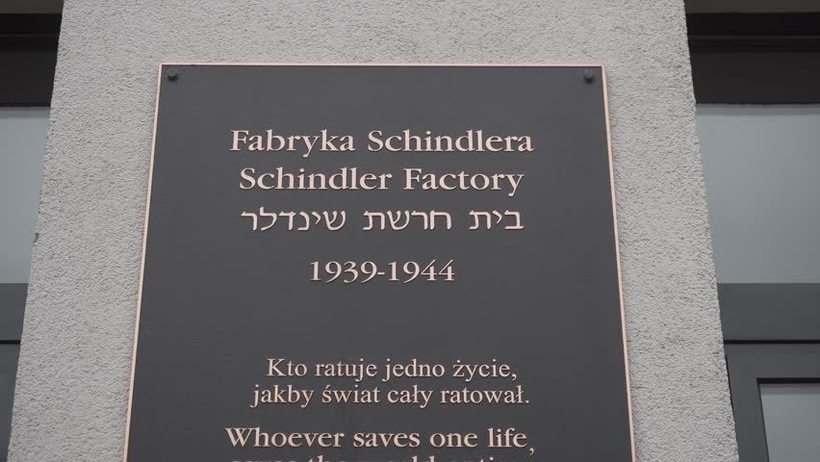 Fabryka Schindlera
Schindler Factory
בית חרשת שינדלר
1939-1944
Kto ratuje jedno życie,
jakby świat cały ratował.
Whoever saves one life,